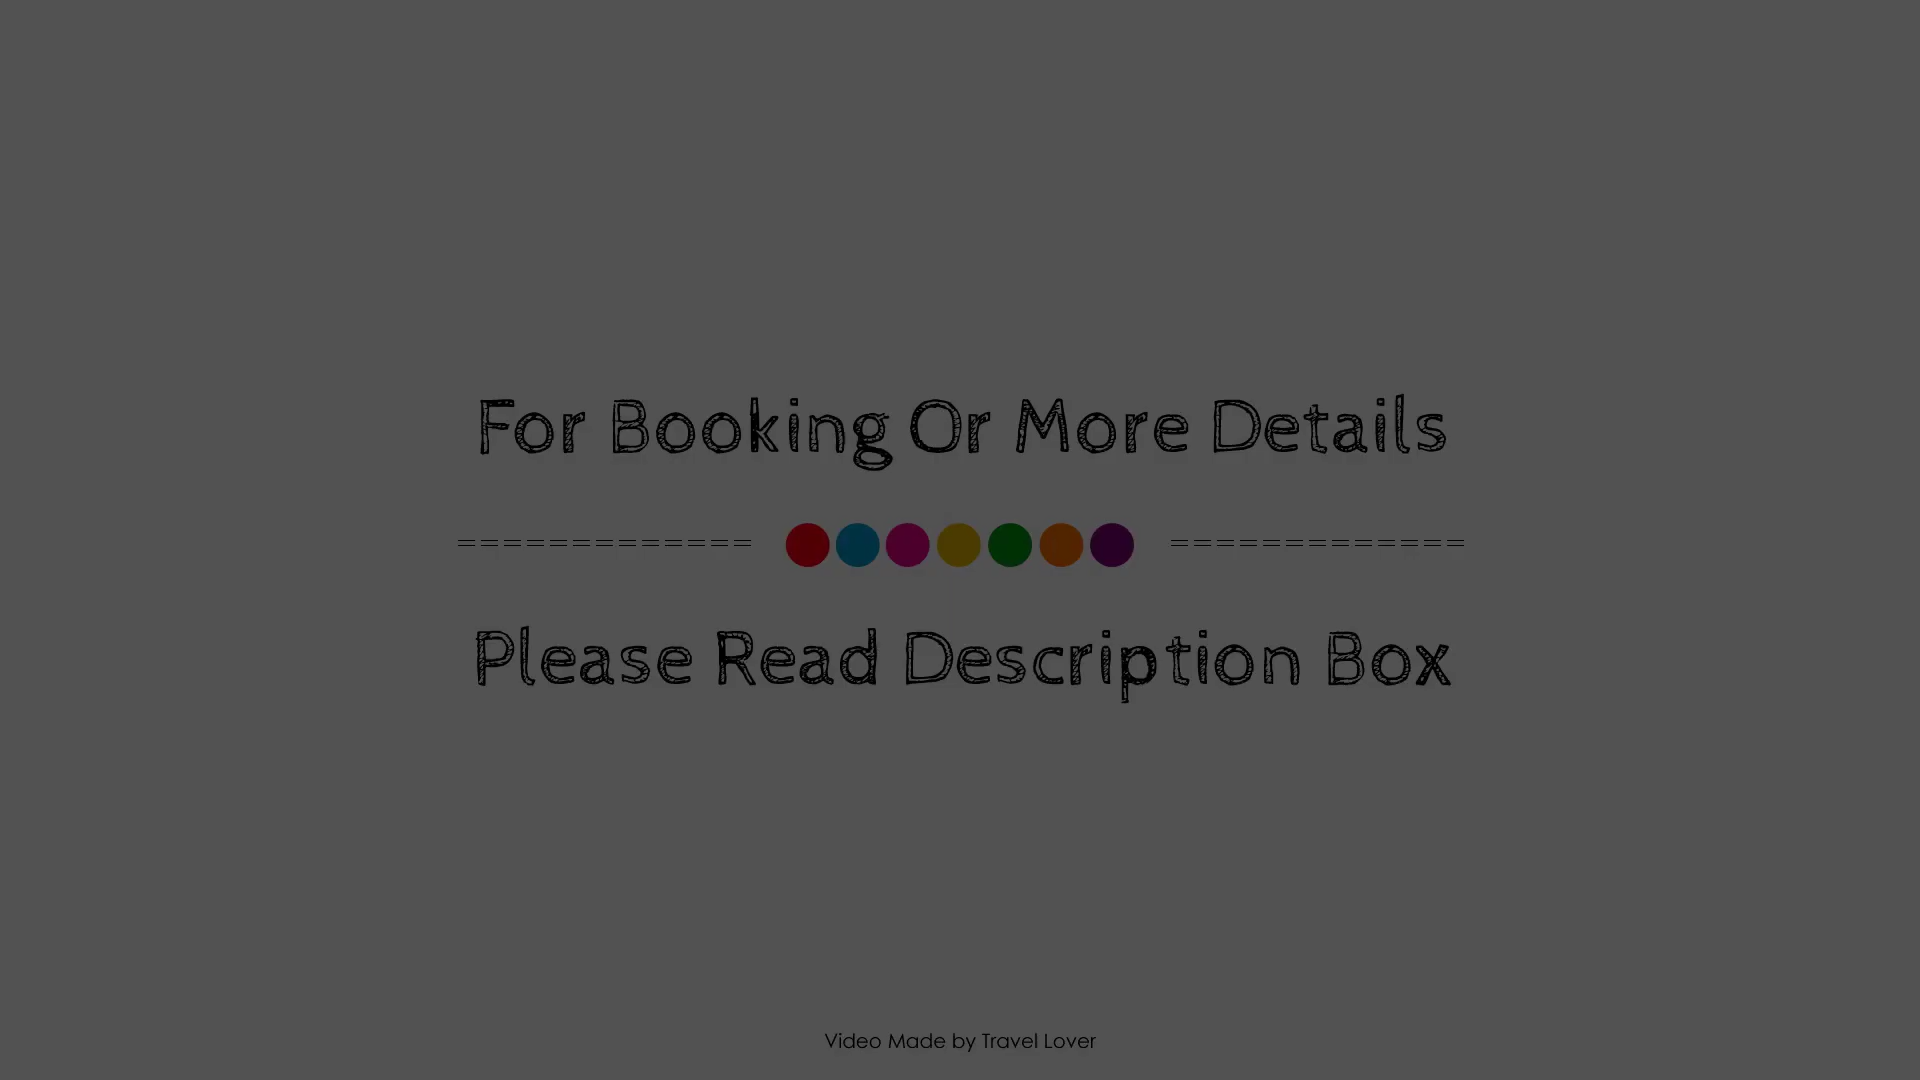 For Booking Or More Details
============= =============
Please Read Description Box
Video Made by Travel Lover